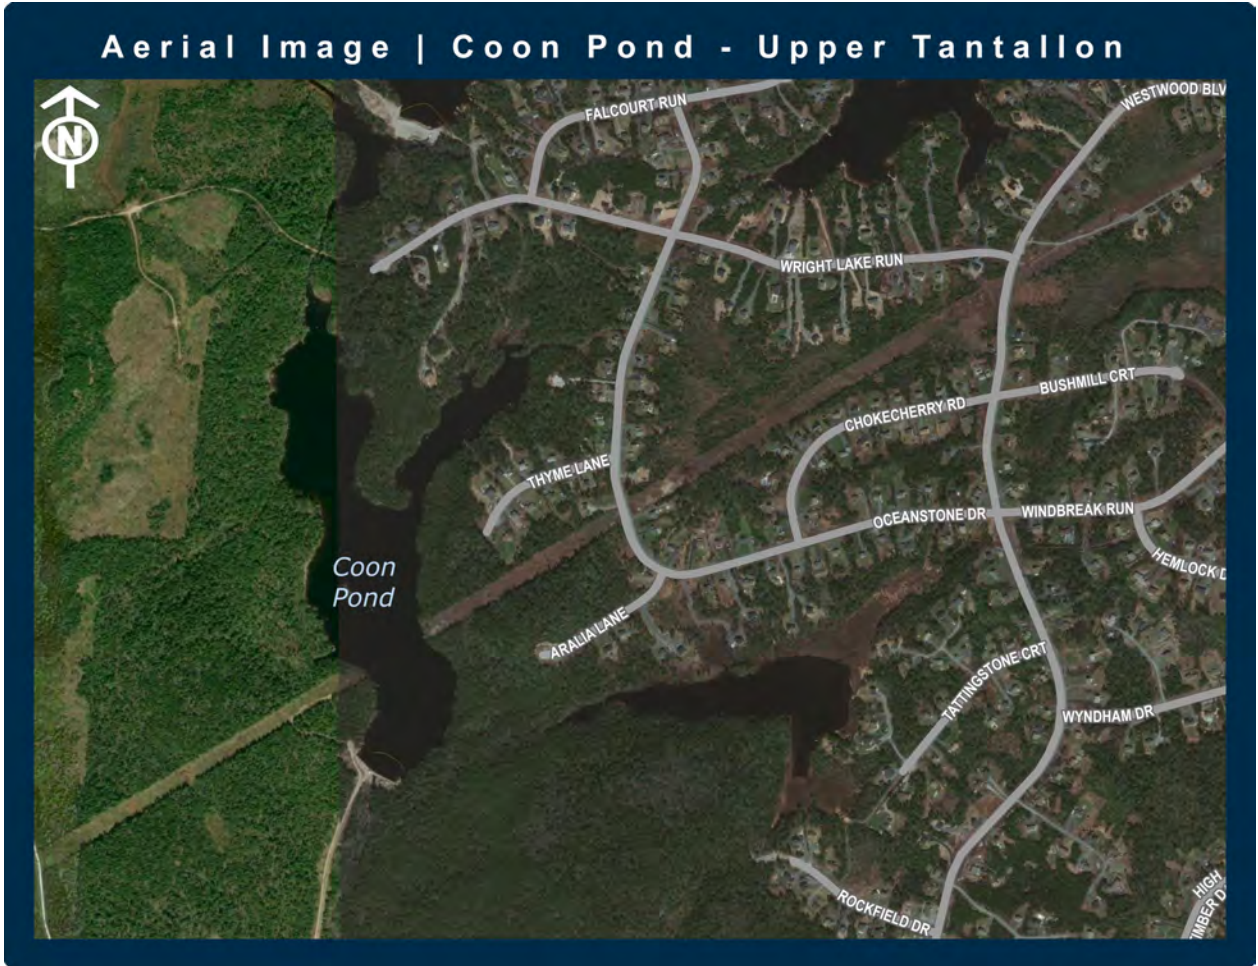 Aerial Image | Coon Pond - Upper Tantallon
N
WESTWOOD BLV
FALCOURT RUN
WRIGHT LAKE RUN
BUSHMILL CRT
CHOKECHERRY RD
THYME LANE
OCEANSTONE DR
WINDBREAK RUN
HEMLOCK D
Coon
Pond
ARALIA LANE
TATTINGSTONE CRT
WYNDHAM DR
ROCKFIELD DR
HIGH
TIMBER D